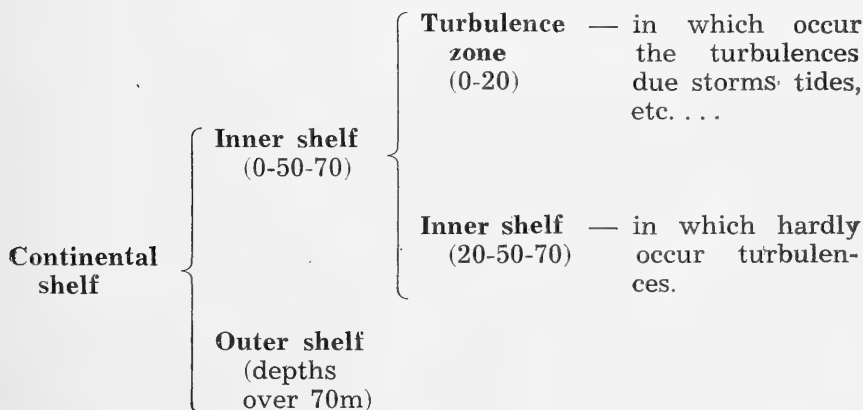 Turbulence — in which occur
zone the turbulences
(0-20) due storms, tides,
etc. . . .
Inner shelf
(0-50-70)
Inner shelf — in which hardly
(20-50-70) occur turbulen-
ces.
Continental
shelf
Outer shelf
(depths
over 70m)